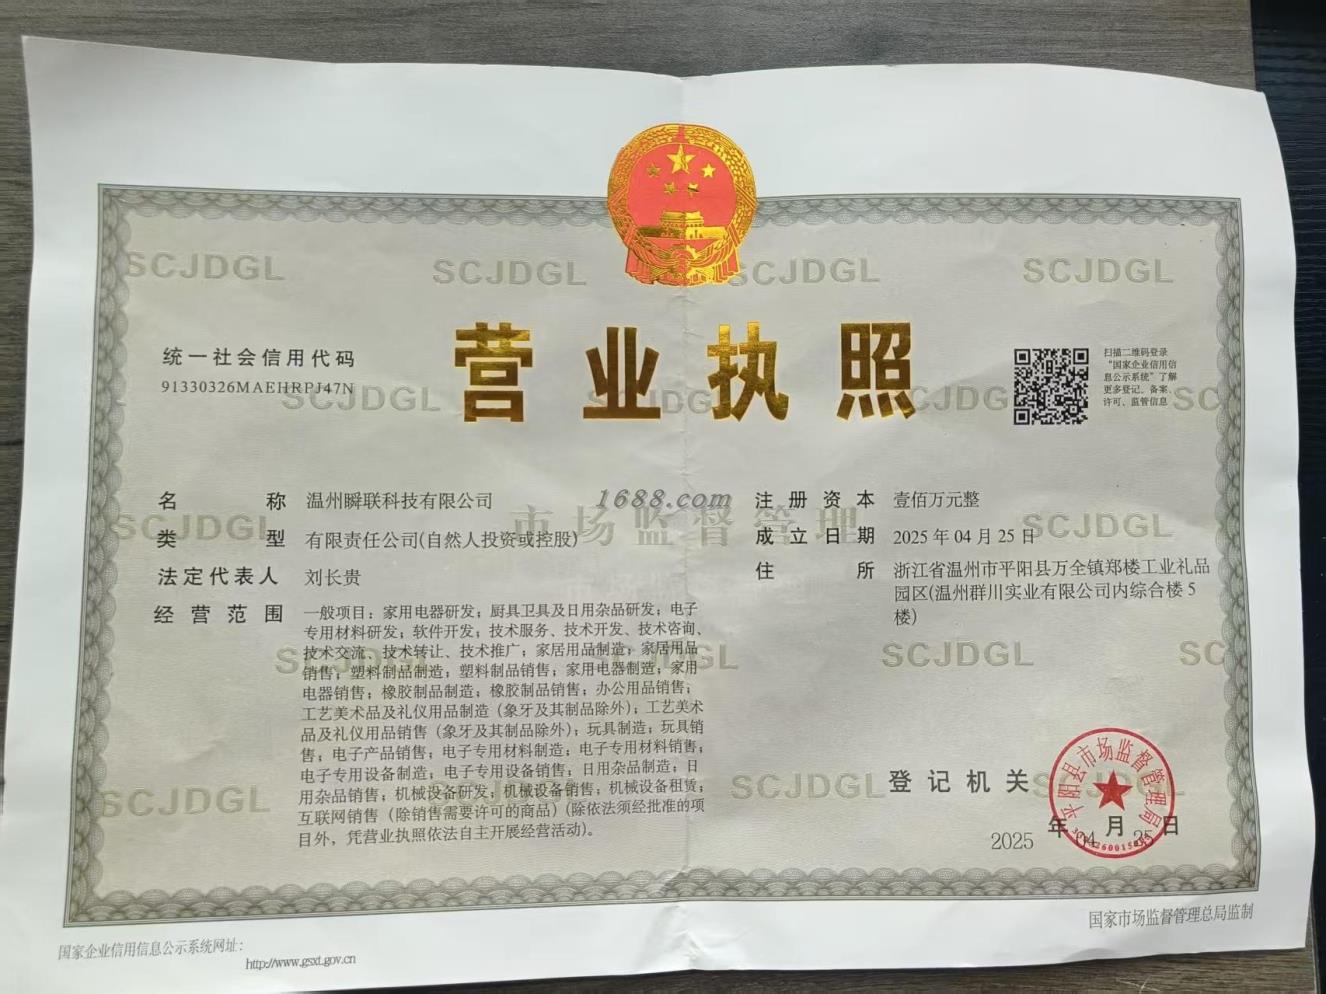 SCJDGL SCJDGL SCJDGL SCJDGL
营业执照
统一社会信用代码
91330326MAEHRPJ47N
扫描二维码登录
“国家企业信用信
息公示系统”了解
更多登记、备案、
许可、监管信息
SCJDGL SCJDGL SCJDGL SC
1688.com
市场监督管理
名称 温州瞬联科技有限公司
类型 有限责任公司(自然人投资或控股)
法定代表人 刘长贵
经营范围 一般项目:家用电器研发;厨具卫具及日用杂品研发;电子
专用材料研发;软件开发;技术服务、技术开发、技术咨询、
技术交流、技术转让、技术推广;家居用品制造;家居用品
销售;塑料制品制造;塑料制品销售;家用电器制造;家用
电器销售;橡胶制品制造;橡胶制品销售;办公用品销售;
工艺美术品及礼仪用品制造(象牙及其制品除外);工艺美术
品及礼仪用品销售(象牙及其制品除外);玩具制造;玩具销
售;电子产品销售;电子专用材料制造;电子专用材料销售;
电子专用设备制造;电子专用设备销售;日用杂品制造;日
用杂品销售;机械设备研发;机械设备销售;机械设备租赁;
互联网销售(除销售需要许可的商品)(除依法须经批准的项
目外,凭营业执照依法自主开展经营活动)。
注册资本 壹佰万元整
成立日期 2025年04月25日
住所 浙江省温州市平阳县万全镇郑楼工业礼品
园区(温州群川实业有限公司内综合楼5
楼)
SCJDGL SCJDGL
SCJDGL SCJDGL SCJDGL SC
SCJDGL SCJDGL SCJDGL
登记机关
平阳县市场监督管理局
2025年04月25日
国家企业信用信息公示系统网址:
http://www.gsxt.gov.cn
国家市场监督管理总局监制